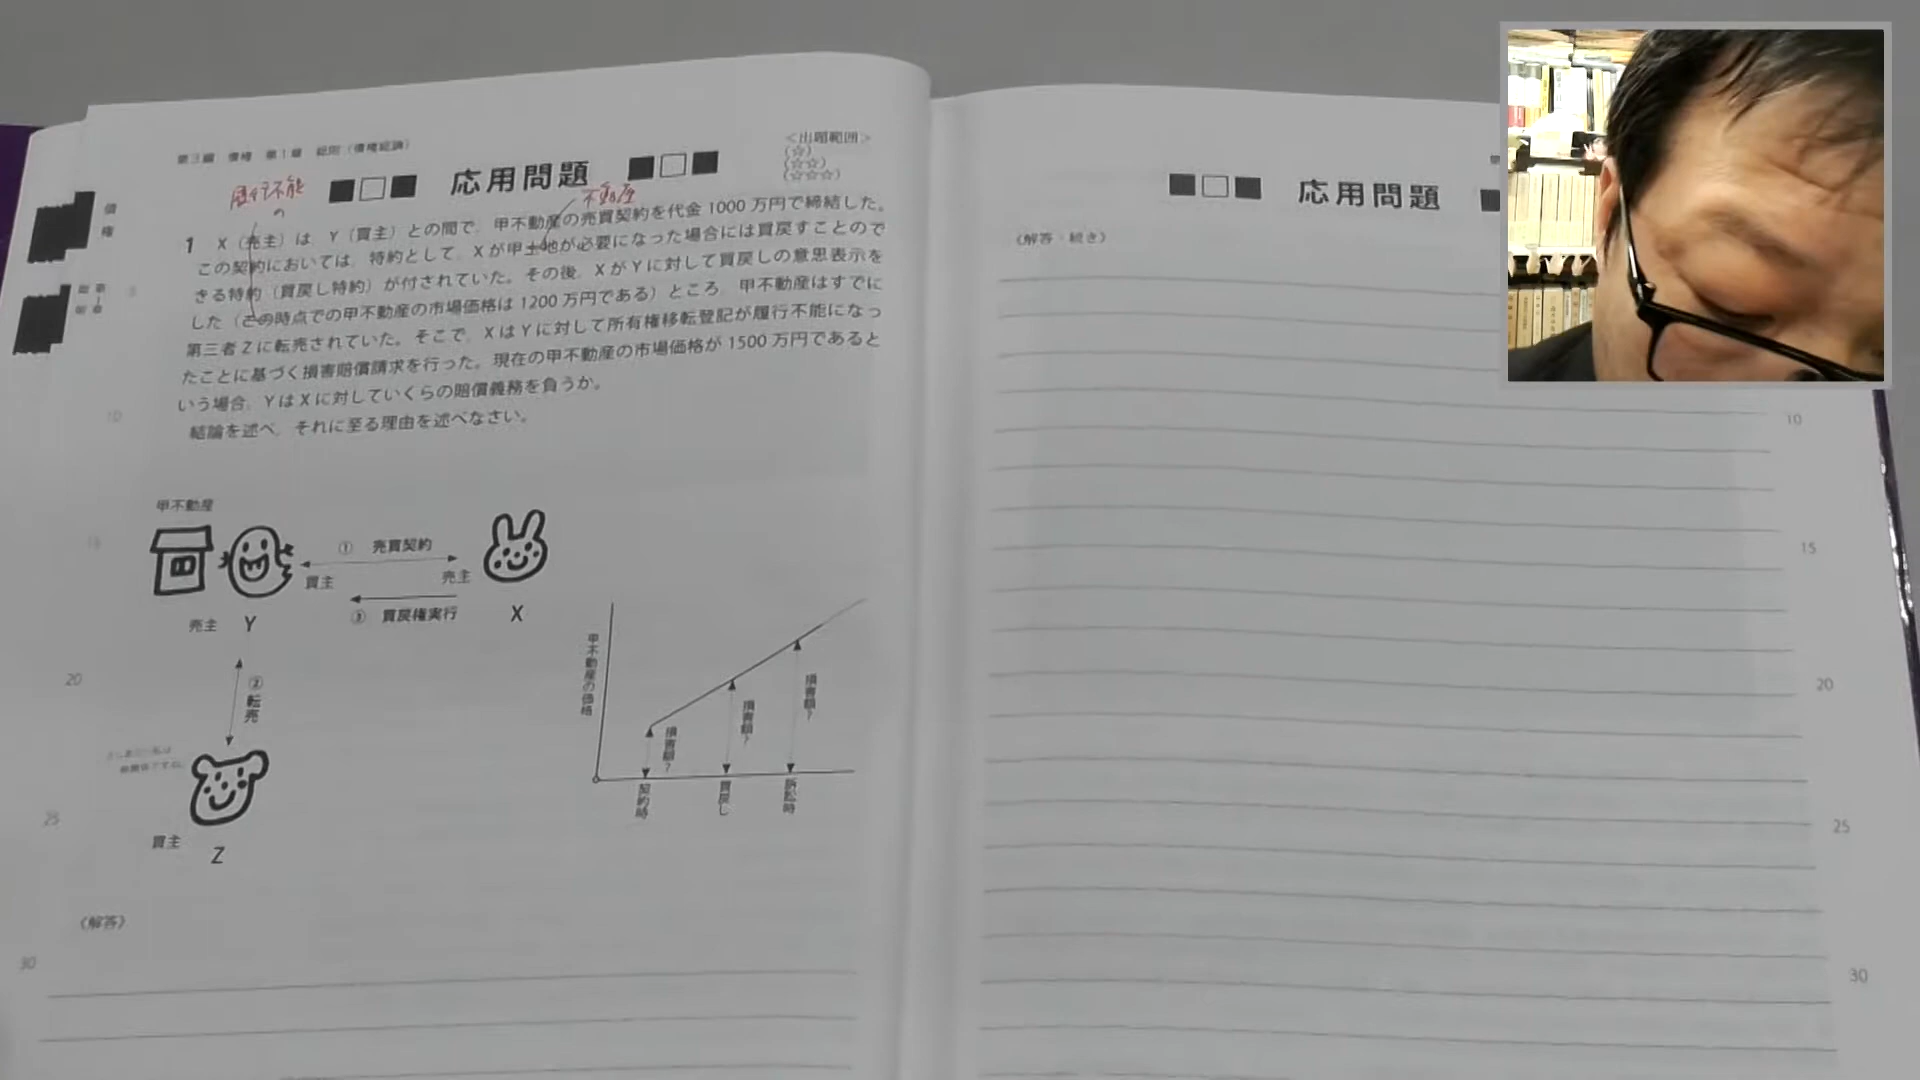 第3編 債権 第1章 総則（債権総論）
＜出題範囲＞
(☆)
(☆☆)
(☆☆☆)
履行不能
の
応用問題
不動産
債権
第1章
総則
1 X（売主）は，Y（買主）との間で，甲不動産の売買契約を代金1000万円で締結した。
この契約においては，特約として，Xが甲土地が必要になった場合には買戻すことので
きる特約（買戻し特約）が付されていた。その後，XがYに対して買戻しの意思表示を
した（この時点での甲不動産の市場価格は1200万円である）ところ，甲不動産はすでに
第三者Zに転売されていた。そこで，XはYに対して所有権移転登記が履行不能になっ
たことに基づく損害賠償請求を行った。現在の甲不動産の市場価格が1500万円であると
いう場合，YはXに対していくらの賠償義務を負うか。
結論を述べ，それに至る理由を述べなさい。
5
10
15
20
25
30
甲不動産
① 売買契約
買主
売主
③ 買戻権実行
売主 Y
X
②転売
買主
Z
甲不動産の価格
損害額？
損害額？
損害額？
契約時
買戻し
訴訟時
〈解答〉
応用問題
〈解答・続き〉
10
15
20
25
30